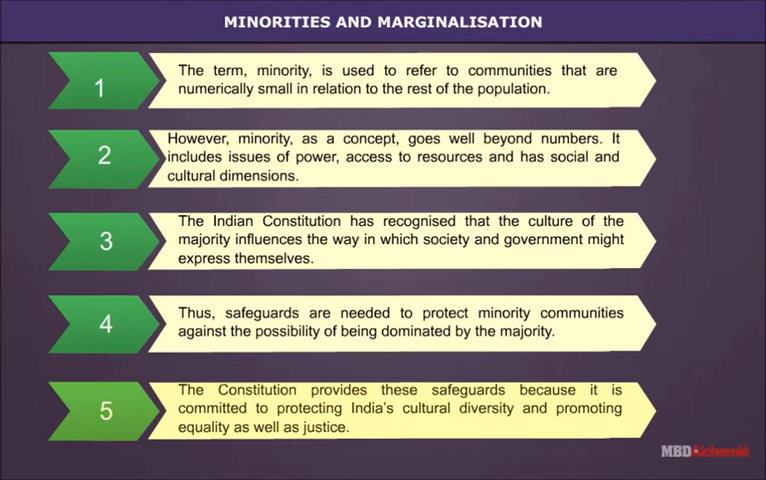 MINORITIES AND MARGINALISATION
1
The term, minority, is used to refer to communities that are
numerically small in relation to the rest of the population.
2
However, minority, as a concept, goes well beyond numbers. It
includes issues of power, access to resources and has social and
cultural dimensions.
3
The Indian Constitution has recognised that the culture of the
majority influences the way in which society and government might
express themselves.
4
Thus, safeguards are needed to protect minority communities
against the possibility of being dominated by the majority.
5
The Constitution provides these safeguards because it is
committed to protecting India's cultural diversity and promoting
equality as well as justice.
MBDAlchemie